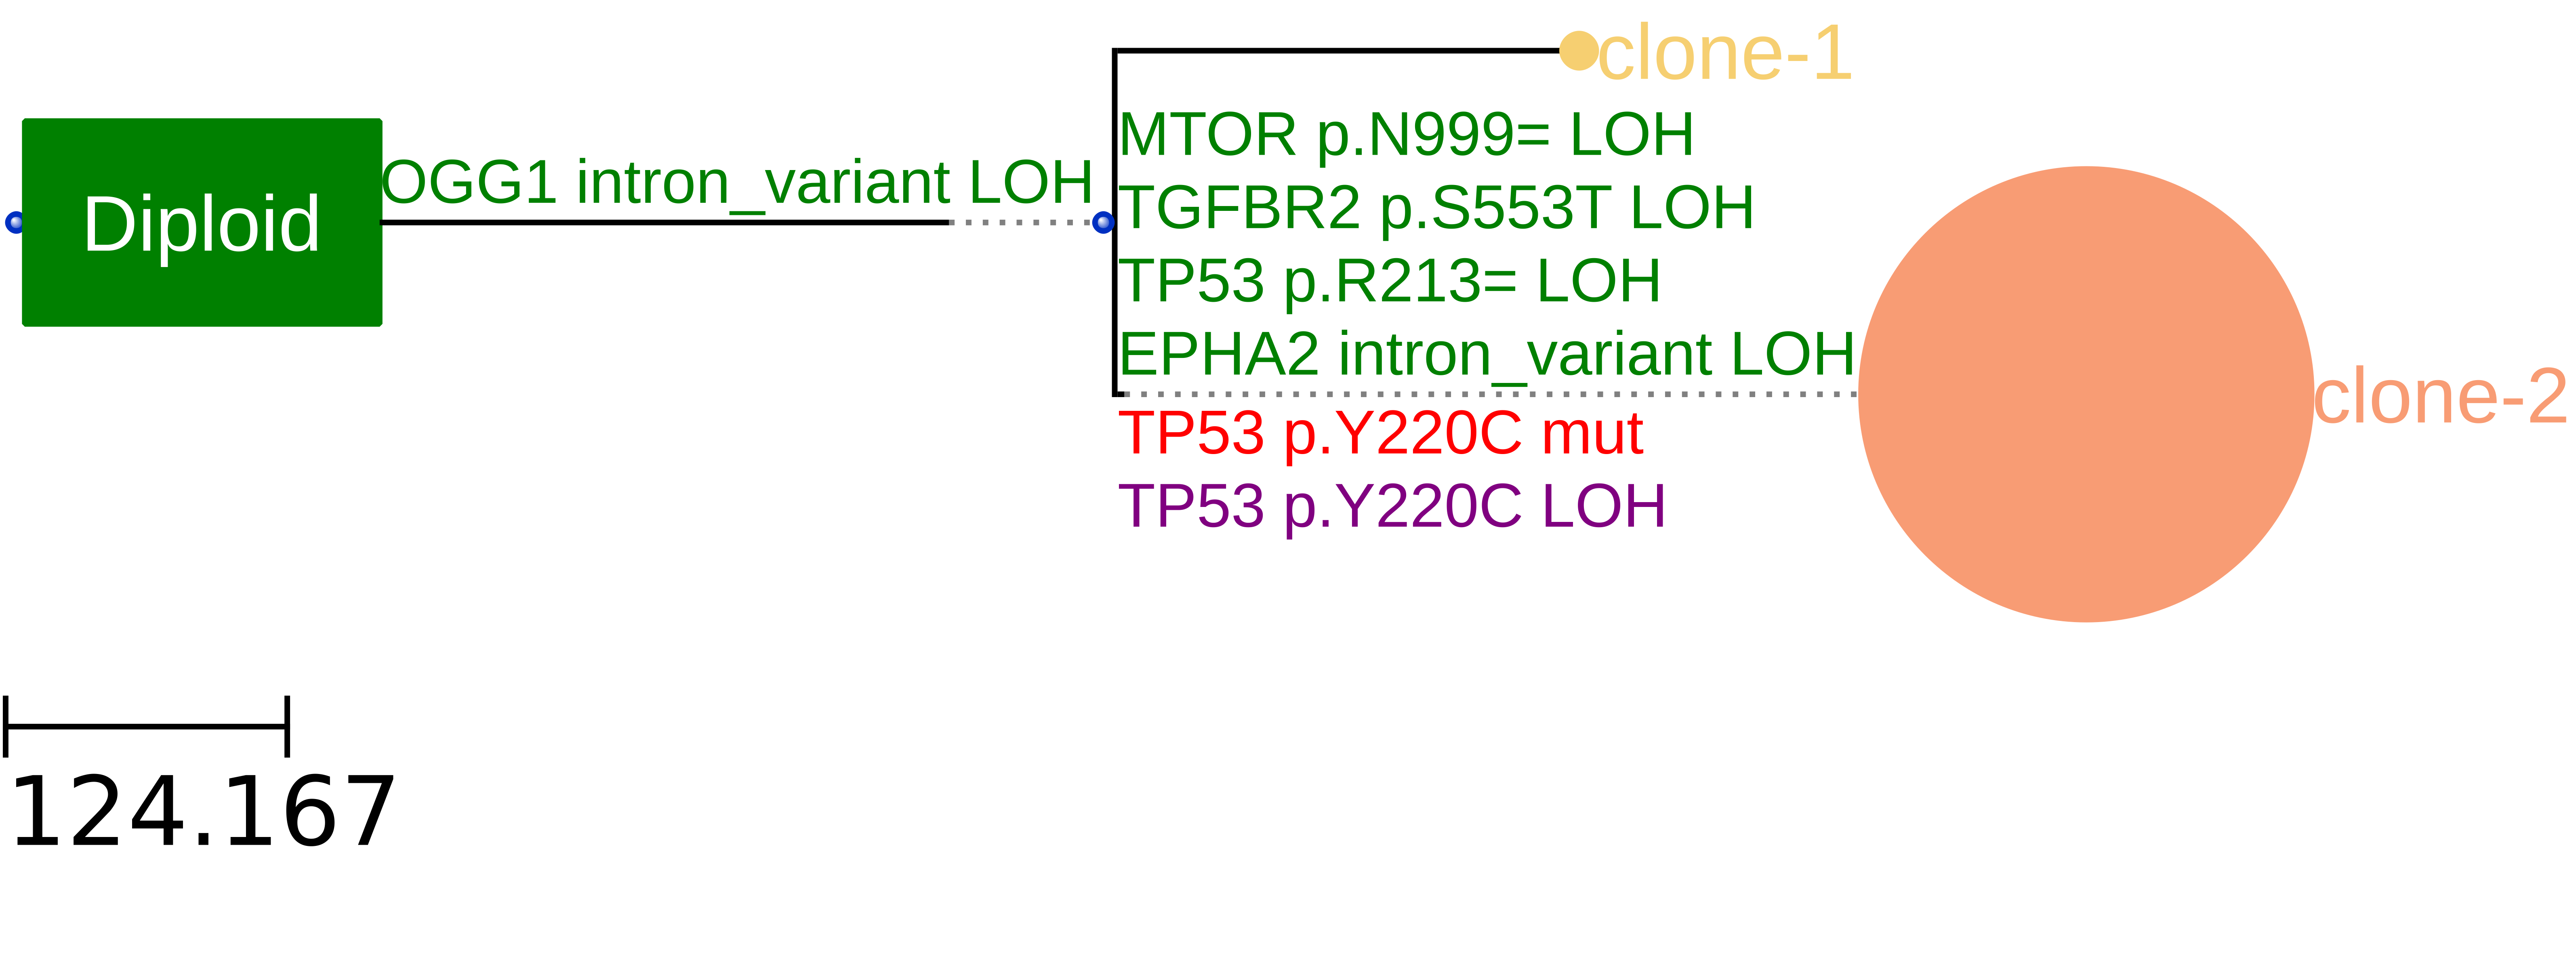 clone-1
Diploid
OGG1 intron_variant LOH
MTOR p.N999= LOH
TGFBR2 p.S553T LOH
TP53 p.R213= LOH
EPHA2 intron_variant LOH
TP53 p.Y220C mut
TP53 p.Y220C LOH
clone-2
124.167